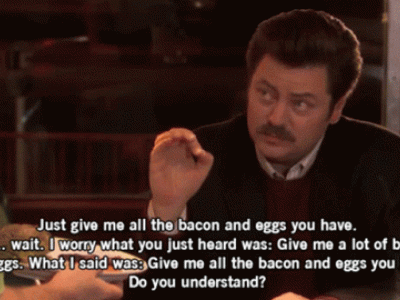 Just give me all the bacon and eggs you have.
.. wait. I worry what you just heard was: Give me a lot of b
ggs. What I said was: Give me all the bacon and eggs you
Do you understand?